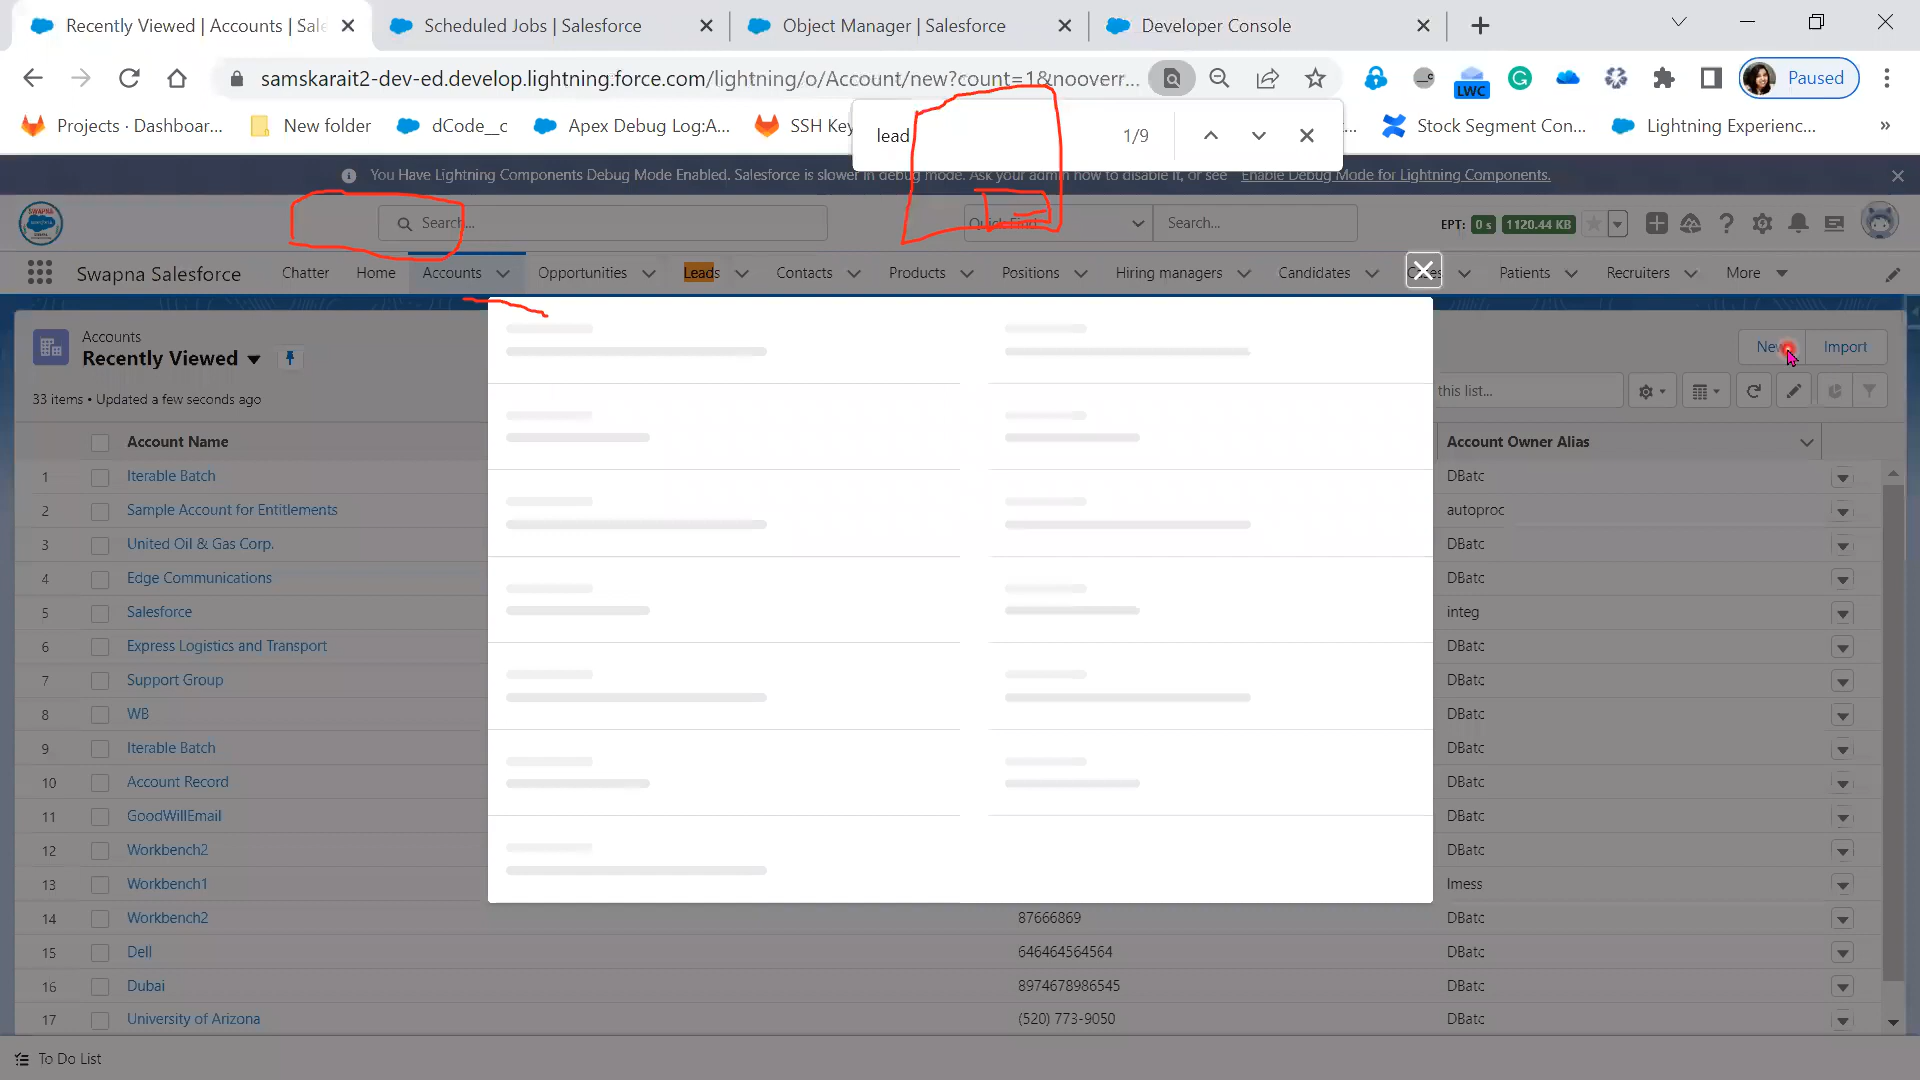 Recently Viewed | Accounts | Sale
Scheduled Jobs | Salesforce
Object Manager | Salesforce
Developer Console
samskarait2-dev-ed.develop.lightning.force.com/lightning/o/Account/new?count=1&nooverr...
LWC
Paused
Projects · Dashboar...
New folder
dCode__c
Apex Debug Log:A...
SSH Key
Stock Segment Con...
Lightning Experienc...
lead
1/9
You Have Lightning Components Debug Mode Enabled. Salesforce is slower in debug mode. Ask your admin how to disable it, or see Enable Debug Mode for Lightning Components.
Search...
Quick Find
Search...
EPT: 0 s 1120.44 KB
Swapna Salesforce
Chatter
Home
Accounts
Opportunities
Leads
Contacts
Products
Positions
Hiring managers
Candidates
Patients
Recruiters
More
Accounts
Recently Viewed
New
Import
33 items • Updated a few seconds ago
this list...
Account Name
Account Owner Alias
1 Iterable Batch DBatc
2 Sample Account for Entitlements autoproc
3 United Oil & Gas Corp. DBatc
4 Edge Communications DBatc
5 Salesforce integ
6 Express Logistics and Transport DBatc
7 Support Group DBatc
8 WB DBatc
9 Iterable Batch DBatc
10 Account Record DBatc
11 GoodWillEmail DBatc
12 Workbench2 DBatc
13 Workbench1 Imess
14 Workbench2 87666869 DBatc
15 Dell 646464564564 DBatc
16 Dubai 8974678986545 DBatc
17 University of Arizona (520) 773-9050 DBatc
To Do List